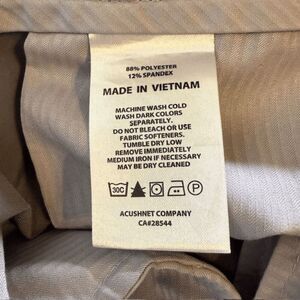 88% POLYESTER
12% SPANDEX
MADE IN VIETNAM
MACHINE WASH COLD
WASH DARK COLORS
SEPARATELY.
DO NOT BLEACH OR USE
FABRIC SOFTENERS.
TUMBLE DRY LOW
REMOVE IMMEDIATELY
MEDIUM IRON IF NECESSARY
MAY BE DRY CLEANED
30C P
ACUSHNET COMPANY
CA#28544